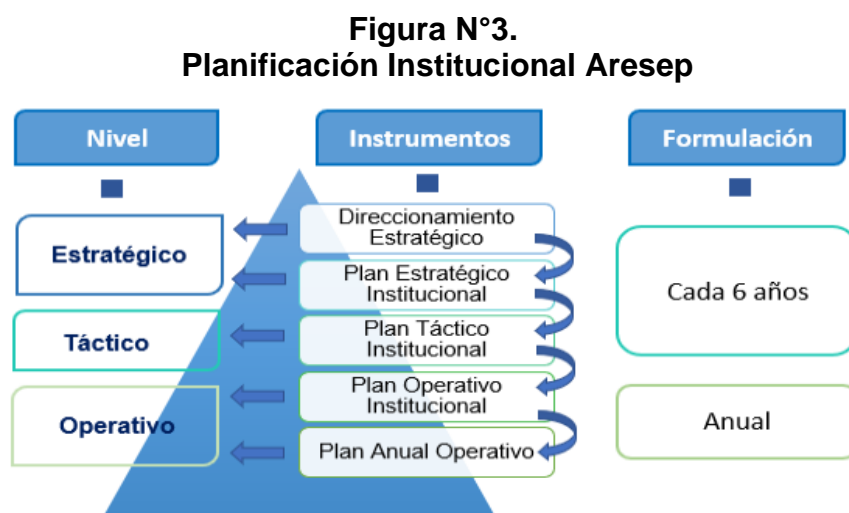 Figura N°3.
Planificación Institucional Aresep
Nivel
Instrumentos
Formulación
Estratégico
Táctico
Operativo
Direccionamiento
Estratégico
Plan Estratégico
Institucional
Plan Táctico
Institucional
Plan Operativo
Institucional
Plan Anual Operativo
Cada 6 años
Anual